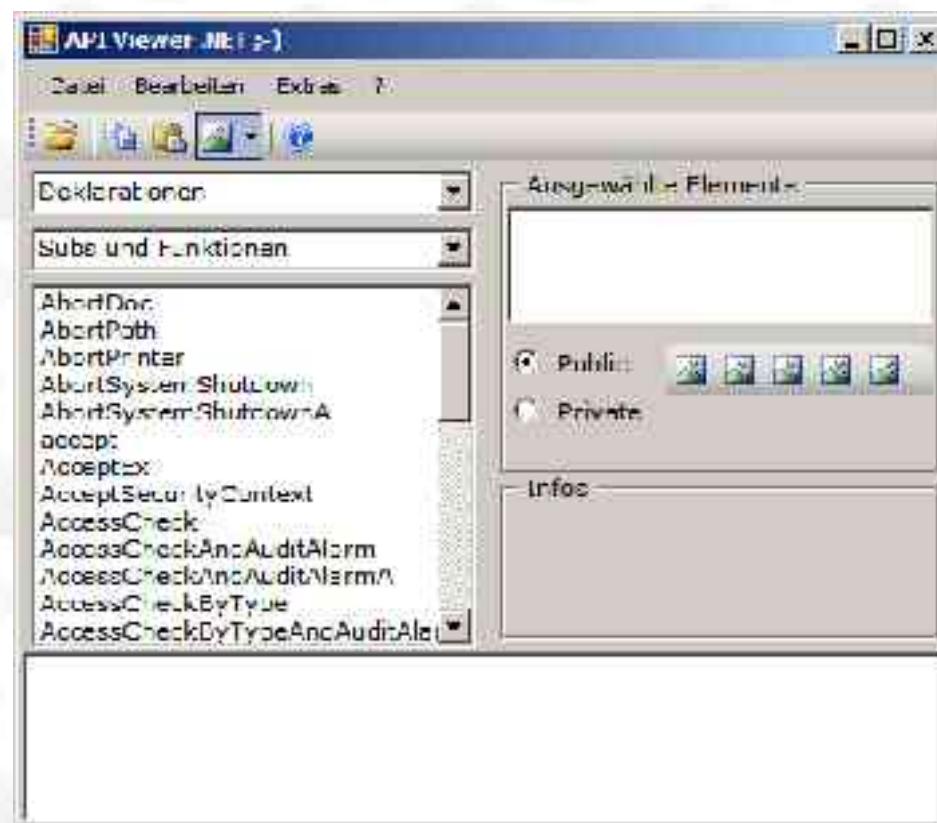 API Viewer .NET :-)
Datei Bearbeiten Extras ?
Deklarationen
Subs und Funktionen
AbortDoc
AbortPath
AbortPrinter
AbortSystemShutdown
AbortSystemShutdownA
accept
AcceptEx
AcceptSecurityContext
AccessCheck
AccessCheckAndAuditAlarm
AccessCheckAndAuditAlarmA
AccessCheckByType
AccessCheckByTypeAndAuditAlar
Ausgewählte Elemente
Public
Private
Infos